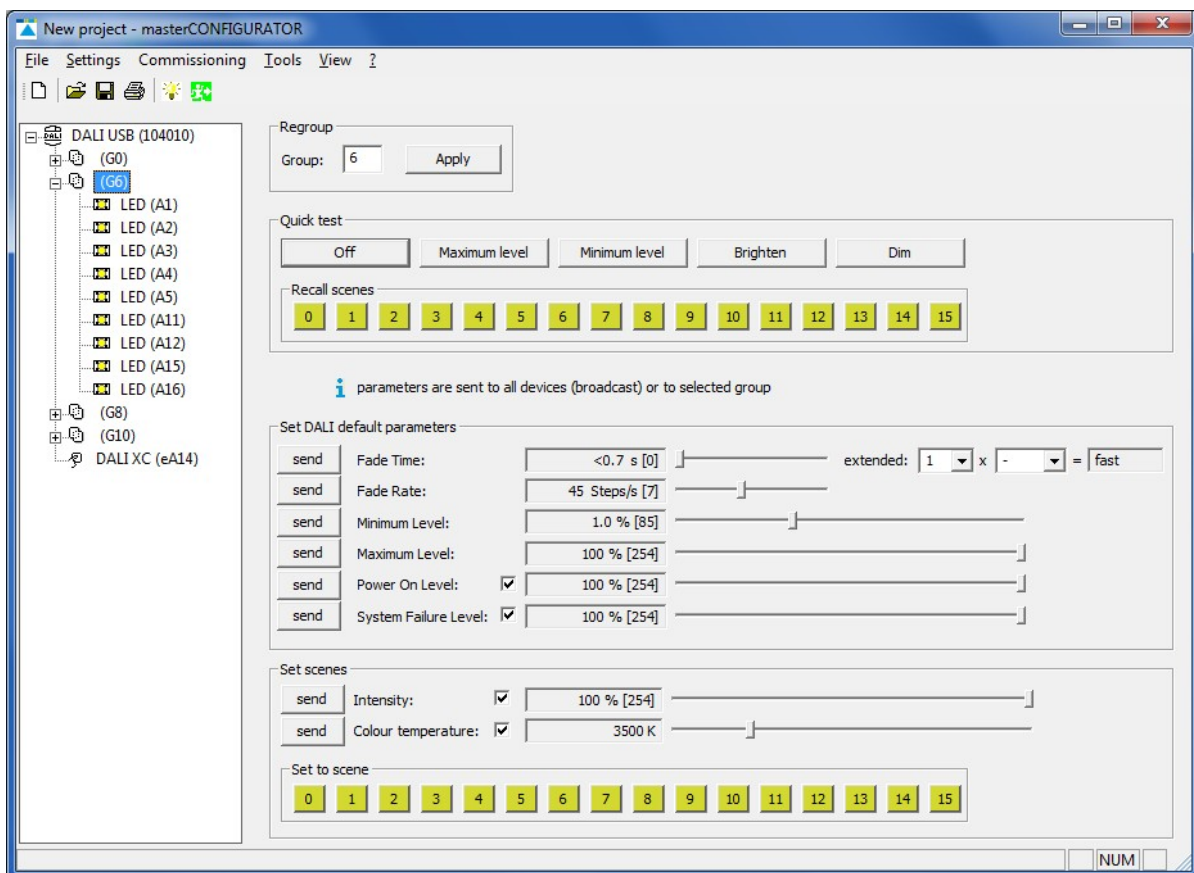 New project - masterCONFIGURATOR
File Settings Commissioning Tools View ?
DALI
DALI USB (104010)
(G0)
(G6)
LED (A1)
LED (A2)
LED (A3)
LED (A4)
LED (A5)
LED (A11)
LED (A12)
LED (A15)
LED (A16)
(G8)
(G10)
DALI XC (eA14)
Regroup
Group: 6 Apply
Quick test
Off Maximum level Minimum level Brighten Dim
Recall scenes
0 1 2 3 4 5 6 7 8 9 10 11 12 13 14 15
i parameters are sent to all devices (broadcast) or to selected group
Set DALI default parameters
send Fade Time: <0.7 s [0] extended: 1 x - = fast
send Fade Rate: 45 Steps/s [7]
send Minimum Level: 1.0 % [85]
send Maximum Level: 100 % [254]
send Power On Level: 100 % [254]
send System Failure Level: 100 % [254]
Set scenes
send Intensity: 100 % [254]
send Colour temperature: 3500 K
Set to scene
0 1 2 3 4 5 6 7 8 9 10 11 12 13 14 15
NUM